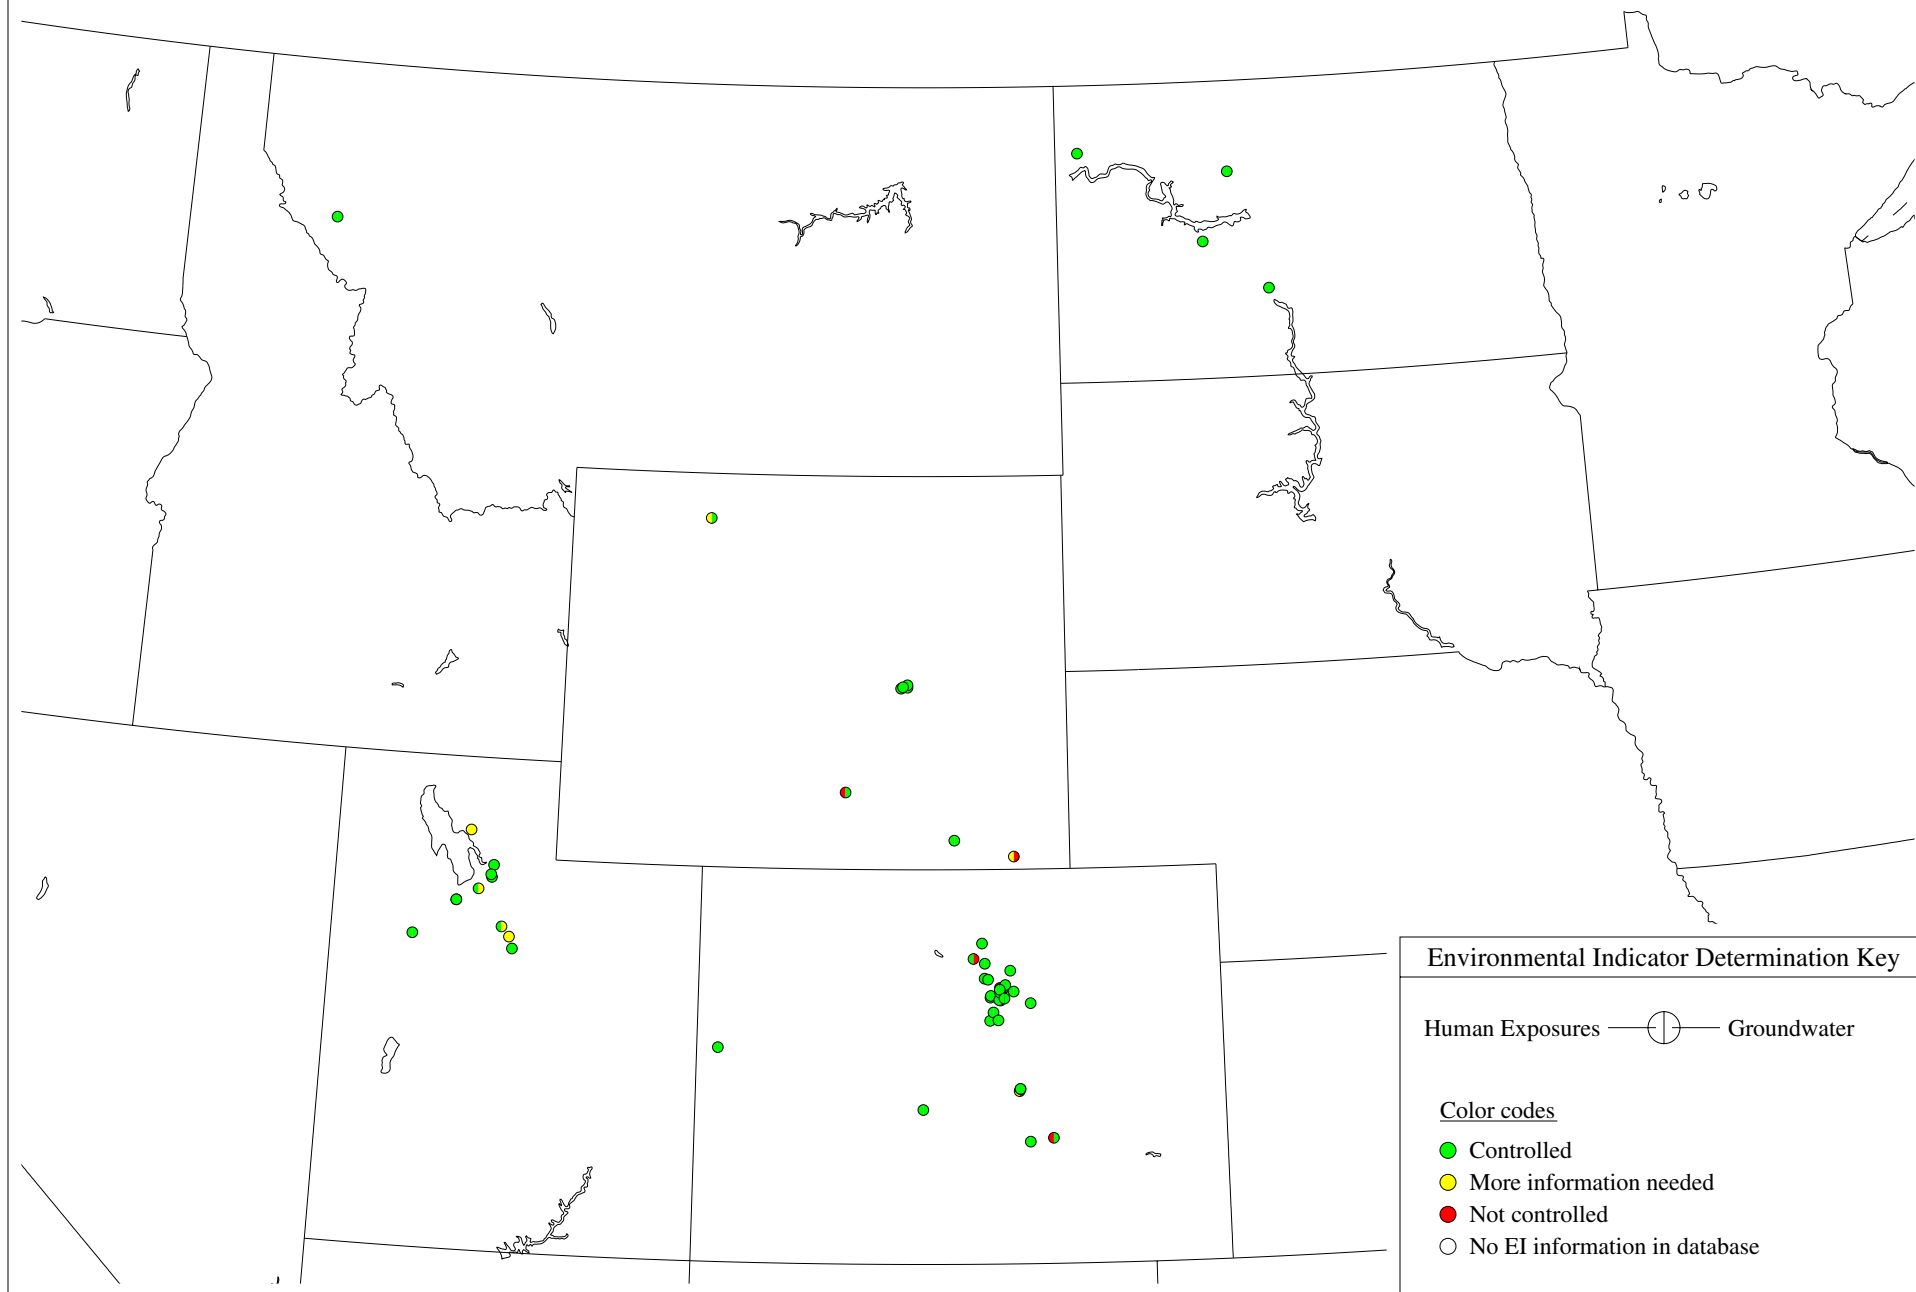 Environmental Indicator Determination Key
Human Exposures Groundwater
Color codes
Controlled
More information needed
Not controlled
No EI information in database